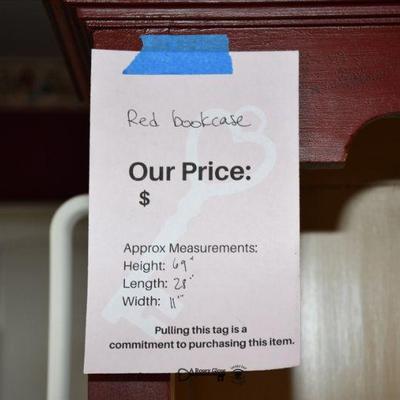 Red bookcase
Our Price:
$
Approx Measurements:
Height: 69"
Length: 28"
Width: 11"
Pulling this tag is a
commitment to purchasing this item.